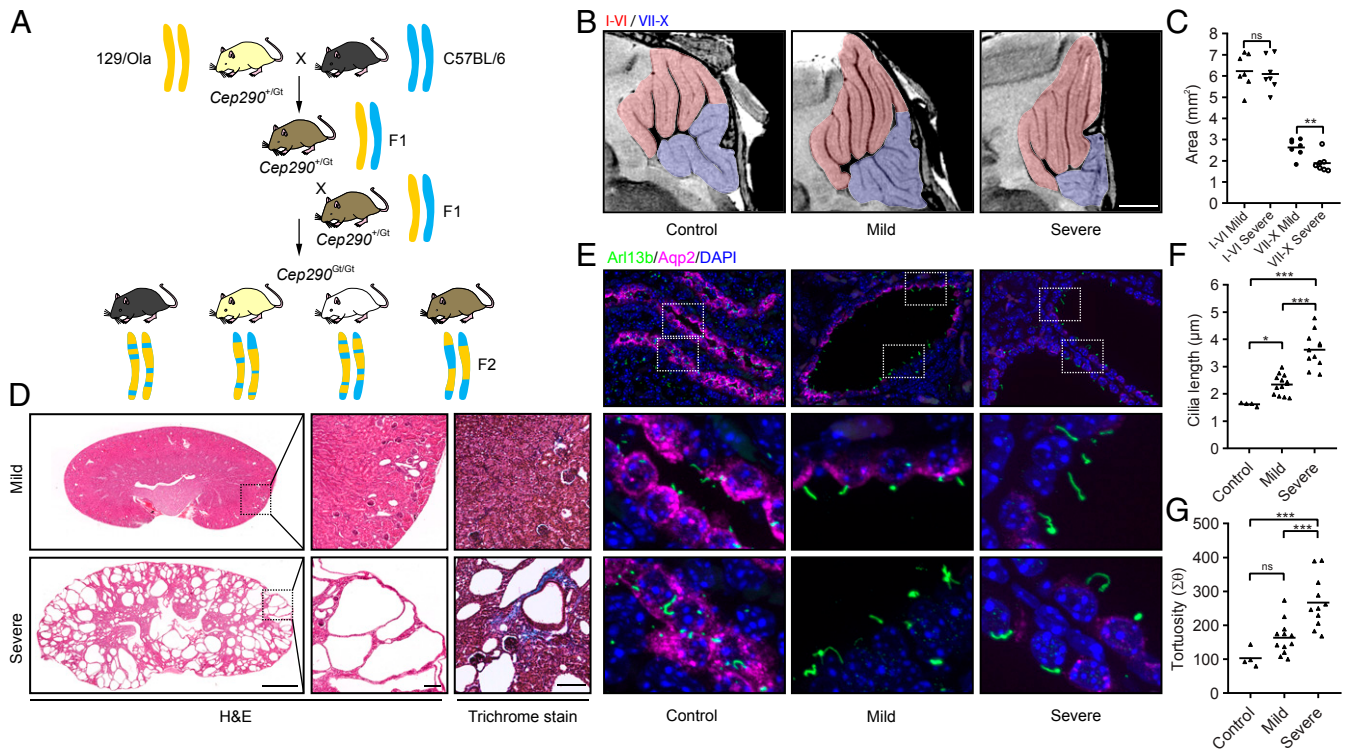 A
129/Ola
X
C57BL/6
Cep290+/Gt
F1
Cep290+/Gt
X
F1
Cep290+/Gt
Cep290Gt/Gt
F2
B
I-VI / VII-X
Control
Mild
Severe
C
Area (mm2)
8
7
6
5
4
3
2
1
0
ns
**
I-VI Mild
I-VI Severe
VII-X Mild
VII-X Severe
D
Mild
Severe
H&E
Trichrome stain
E
Arl13b/Aqp2/DAPI
Control
Mild
Severe
F
Cilia length (µm)
6
5
4
3
2
1
0
***
***
*
Control
Mild
Severe
G
Tortuosity (Σθ)
500
400
300
200
100
0
***
***
ns
Control
Mild
Severe